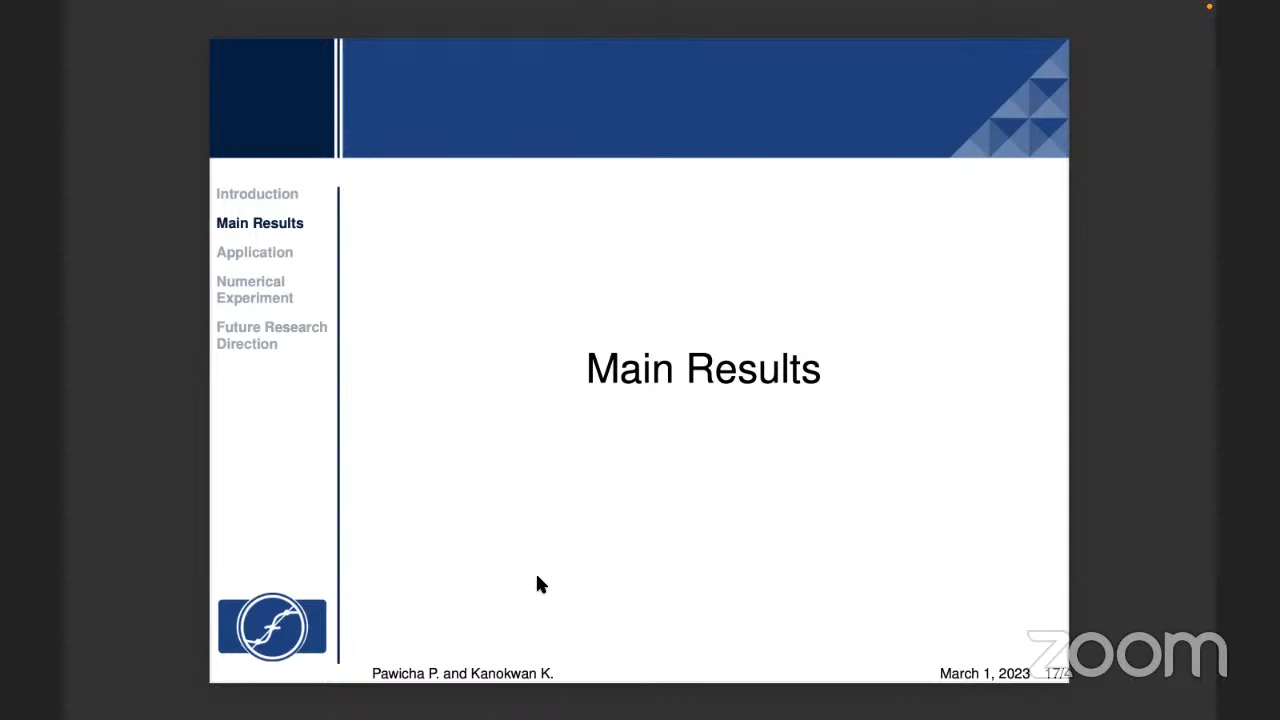 Introduction
Main Results
Application
Numerical
Experiment
Future Research
Direction
Main Results
Pawicha P. and Kanokwan K.
March 1, 2023
zoom